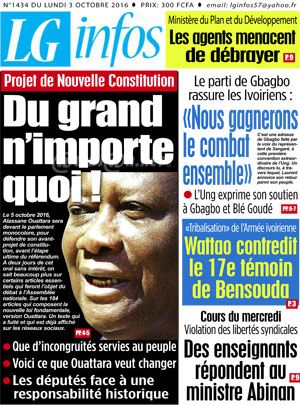 N°1434 DU LUNDI 3 OCTOBRE 2016 - PRIX: 300 FCFA - email: lginfos57@yahoo.fr
LG infos
Ministère du Plan et du Développement
Les agents menacent
de débrayer P.9
Projet de Nouvelle Constitution
Du grand
n'importe
quoi!
Le 5 octobre 2016,
Alassane Ouattara sera
devant le parlement
monocolore, pour
défendre son avant-
projet de constitution,
avant l'étape
ultime du référendum.
A deux jours de cet
oral sans intérêt, on
sait beaucoup plus sur
certains articles essentiels
qui feront l'objet du
débat à l'Assemblée
nationale. Sur les 184
articles qui composent la
nouvelle loi fondamentale,
version Ouattara. Un texte qui
a fuité et qui est déjà affiché
sur les réseaux sociaux.
PP.4-5
Que d'incongruités servies au peuple
Voici ce que Ouattara veut changer
Les députés face à une
responsabilité historique
Le parti de Gbagbo
rassure les Ivoiriens :
«Nous gagnerons
le combat
ensemble»
C'est une adresse
de Gbagbo faite par
la voix du
représentant de
Sangaré, à
cette première
convention
extraordinaire
de l'Ung. Un
discours lu, à
travers lequel,
Laurent
annonce son
retour parmi
son peuple.
L'Ung exprime son soutien
à Gbagbo et Blé Goudé PP.6-7
«Tribalisation» de l'Armée ivoirienne
Wattao contredit
le 17e témoin
de Bensouda
P.3
Cours du mercredi
Violation des libertés syndicales
Des enseignants
répondent au
ministre Abinan
P.9